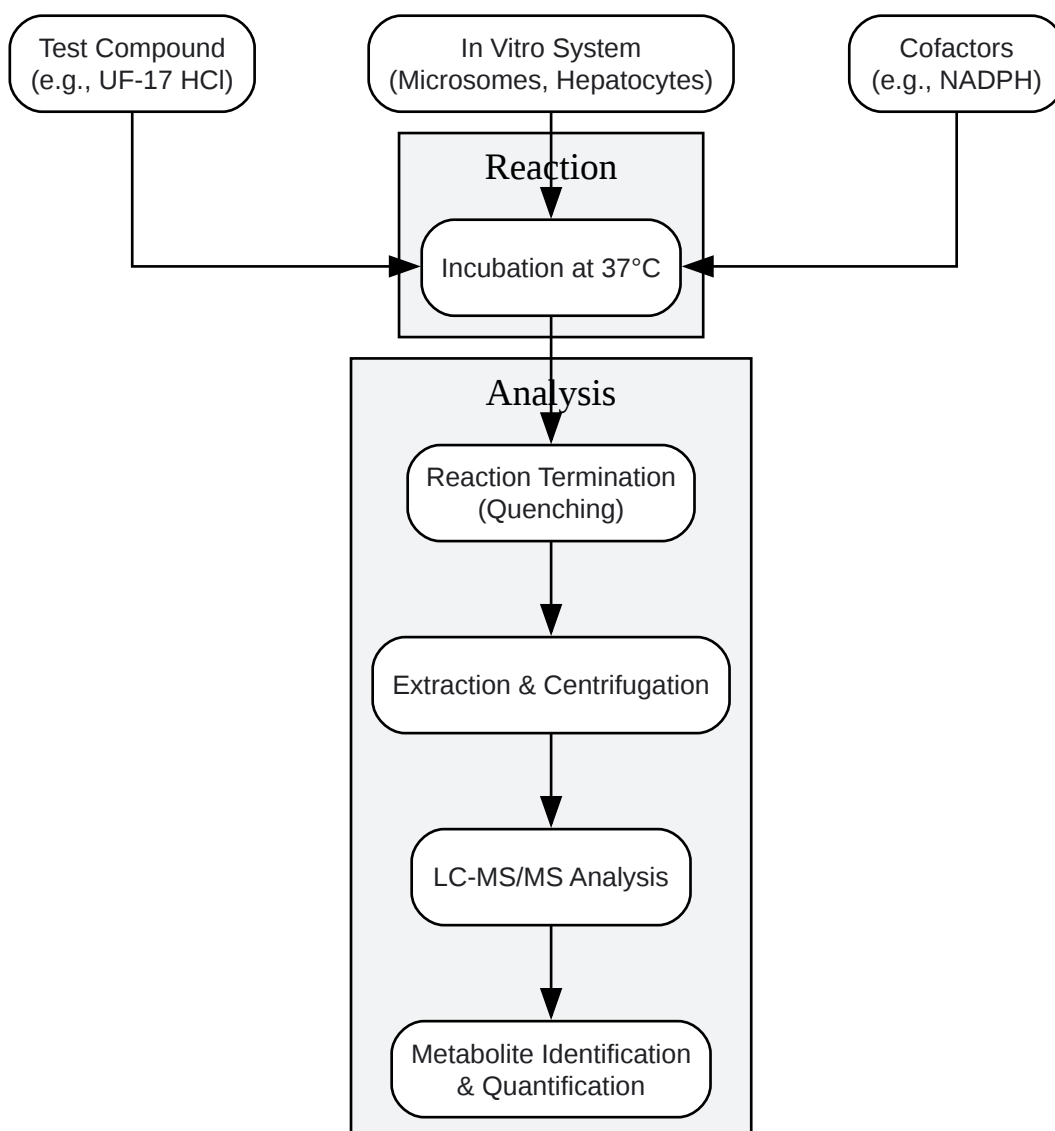 Test Compound
(e.g., UF-17 HCl)
In Vitro System
(Microsomes, Hepatocytes)
Cofactors
(e.g., NADPH)
Reaction
Incubation at 37°C
Analysis
Reaction Termination
(Quenching)
Extraction & Centrifugation
LC-MS/MS Analysis
Metabolite Identification
& Quantification